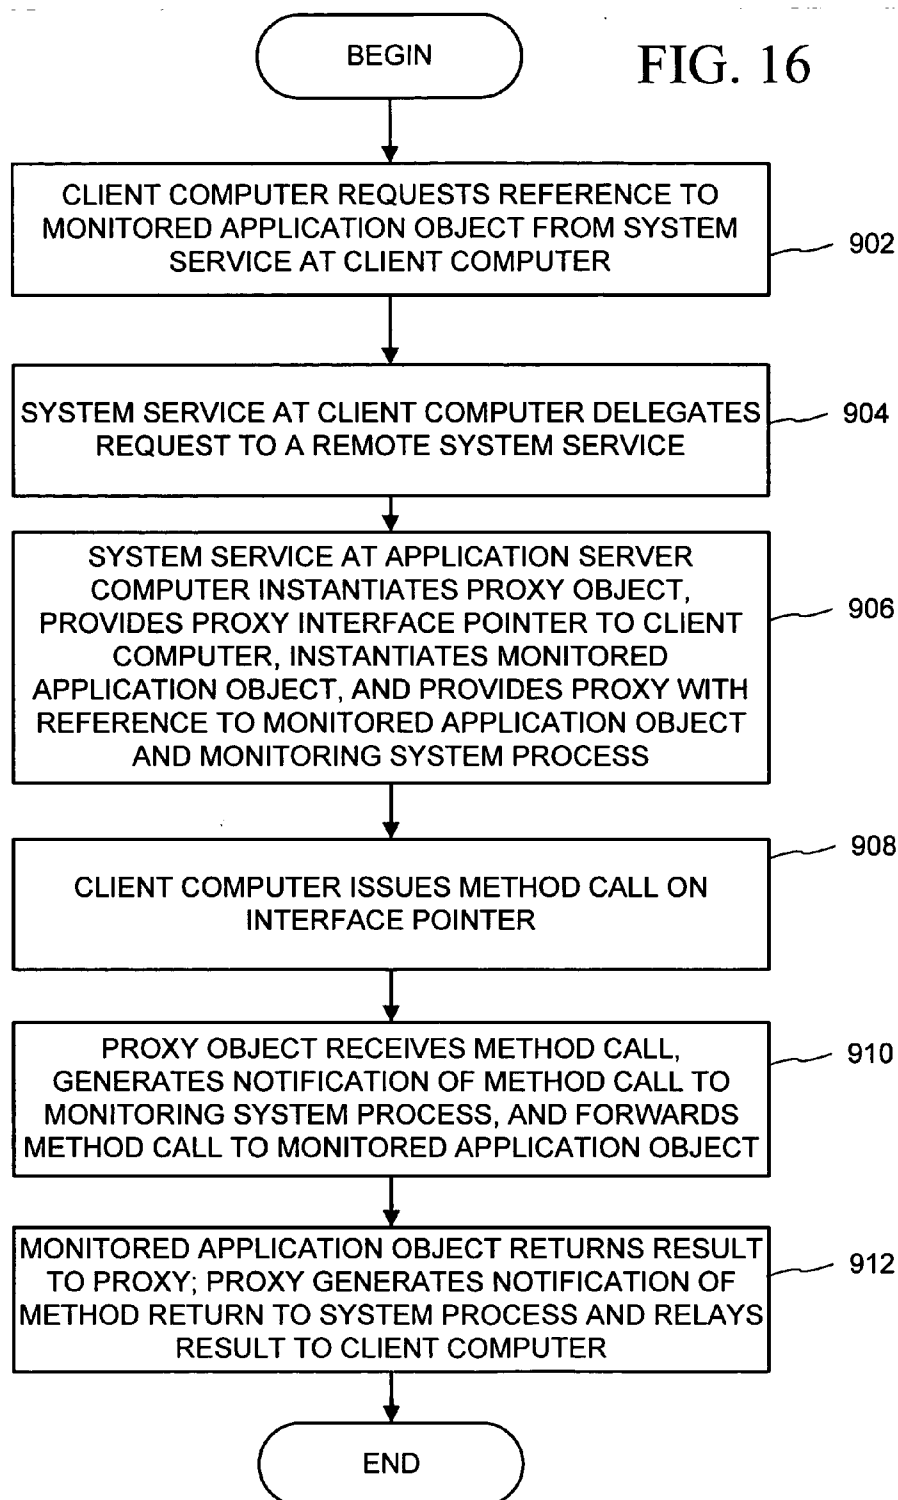 BEGIN
FIG. 16
CLIENT COMPUTER REQUESTS REFERENCE TO
MONITORED APPLICATION OBJECT FROM SYSTEM
SERVICE AT CLIENT COMPUTER
902
SYSTEM SERVICE AT CLIENT COMPUTER DELEGATES
REQUEST TO A REMOTE SYSTEM SERVICE
904
SYSTEM SERVICE AT APPLICATION SERVER
COMPUTER INSTANTIATES PROXY OBJECT,
PROVIDES PROXY INTERFACE POINTER TO CLIENT
COMPUTER, INSTANTIATES MONITORED
APPLICATION OBJECT, AND PROVIDES PROXY WITH
REFERENCE TO MONITORED APPLICATION OBJECT
AND MONITORING SYSTEM PROCESS
906
CLIENT COMPUTER ISSUES METHOD CALL ON
INTERFACE POINTER
908
PROXY OBJECT RECEIVES METHOD CALL,
GENERATES NOTIFICATION OF METHOD CALL TO
MONITORING SYSTEM PROCESS, AND FORWARDS
METHOD CALL TO MONITORED APPLICATION OBJECT
910
MONITORED APPLICATION OBJECT RETURNS RESULT
TO PROXY; PROXY GENERATES NOTIFICATION OF
METHOD RETURN TO SYSTEM PROCESS AND RELAYS
RESULT TO CLIENT COMPUTER
912
END